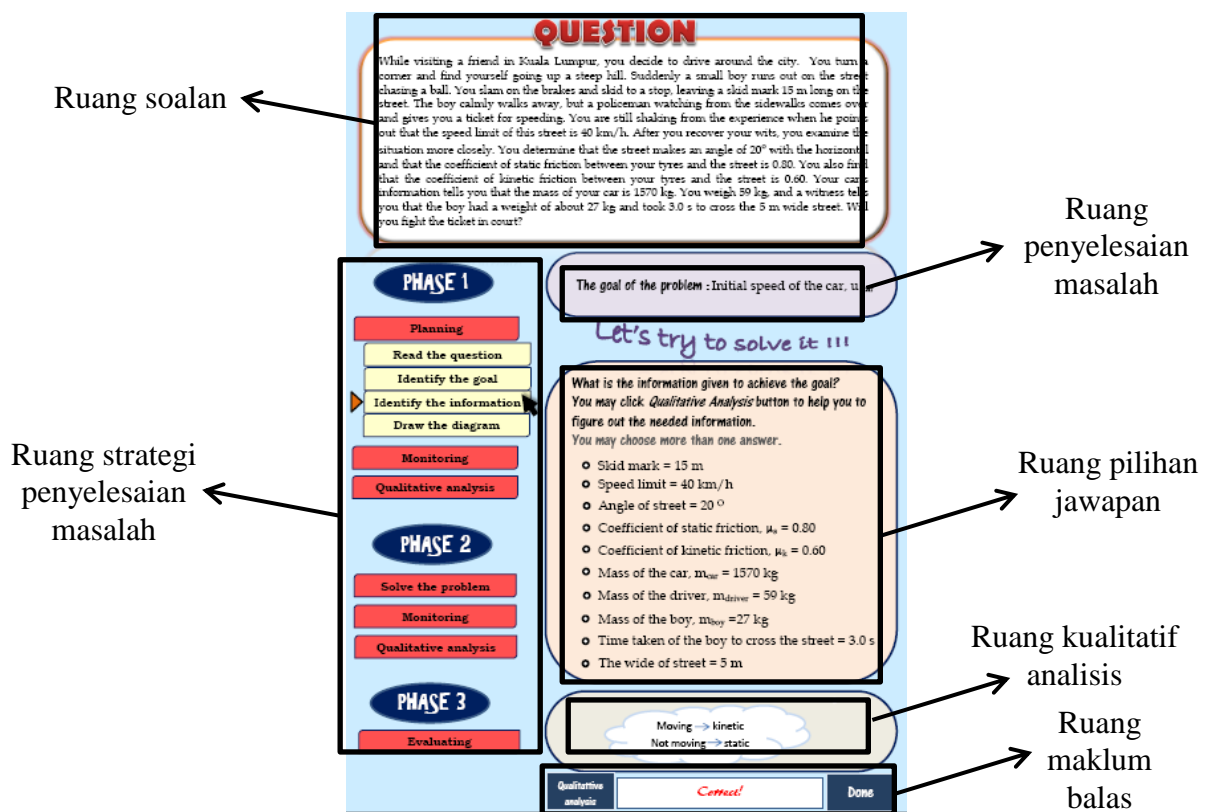 QUESTION
While visiting a friend in Kuala Lumpur, you decide to drive around the city. You turn a
corner and find yourself going up a steep hill. Suddenly a small boy runs out on the street
chasing a ball. You slam on the brakes and skid to a stop, leaving a skid mark 15 m long on the
street. The boy calmly walks away, but a policeman watching from the sidewalks comes over
and gives you a ticket for speeding. You are still shaking from the experience when he points
out that the speed limit of this street is 40 km/h. After you recover your wits, you examine the
situation more closely. You determine that the street makes an angle of 20° with the horizontal
and that the coefficient of static friction between your tyres and the street is 0.80. You also find
that the coefficient of kinetic friction between your tyres and the street is 0.60. Your car's
information tells you that the mass of your car is 1570 kg. You weigh 59 kg, and a witness tells
you that the boy had a weight of about 27 kg and took 3.0 s to cross the 5 m wide street. Will
you fight the ticket in court?
Ruang soalan
Ruang
penyelesaian
masalah
The goal of the problem : Initial speed of the car, u
Let's try to solve it !!!
PHASE 1
Planning
Read the question
Identify the goal
Identify the information
Draw the diagram
Monitoring
Qualitative analysis
PHASE 2
Solve the problem
Monitoring
Qualitative analysis
PHASE 3
Evaluating
Ruang strategi
penyelesaian
masalah
What is the information given to achieve the goal?
You may click Qualitative Analysis button to help you to
figure out the needed information.
You may choose more than one answer.
Skid mark = 15 m
Speed limit = 40 km/h
Angle of street = 20 °
Coefficient of static friction, μs = 0.80
Coefficient of kinetic friction, μk = 0.60
Mass of the car, mcar = 1570 kg
Mass of the driver, mdriver = 59 kg
Mass of the boy, mboy =27 kg
Time taken of the boy to cross the street = 3.0 s
The wide of street = 5 m
Ruang pilihan
jawapan
Moving → kinetic
Not moving → static
Ruang kualitatif
analisis
Qualitattive
analysis
Correct!
Done
Ruang
maklum
balas